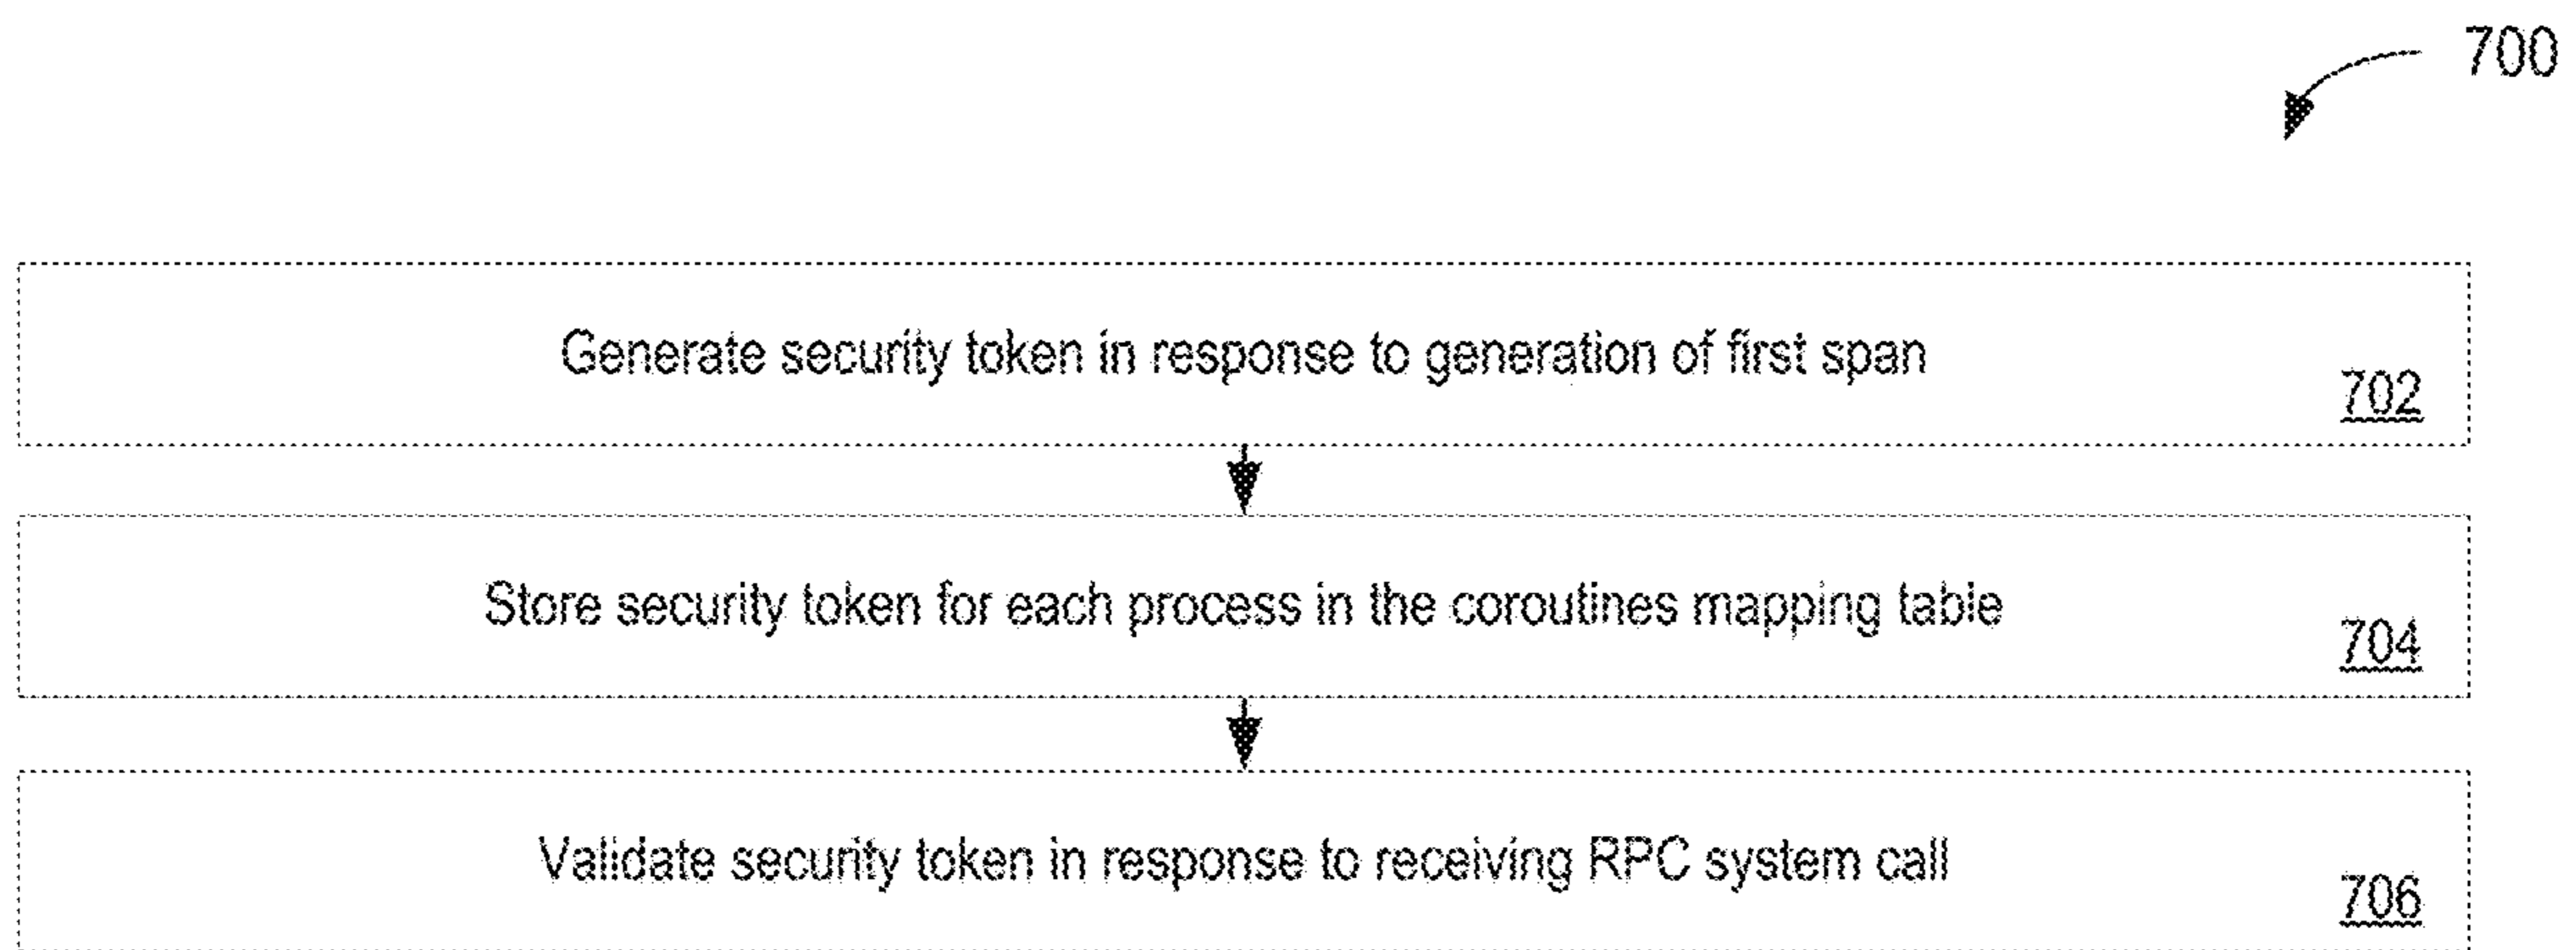 700
Generate security token in response to generation of first span
702
Store security token for each process in the coroutines mapping table
704
Validate security token in response to receiving RPC system call
706